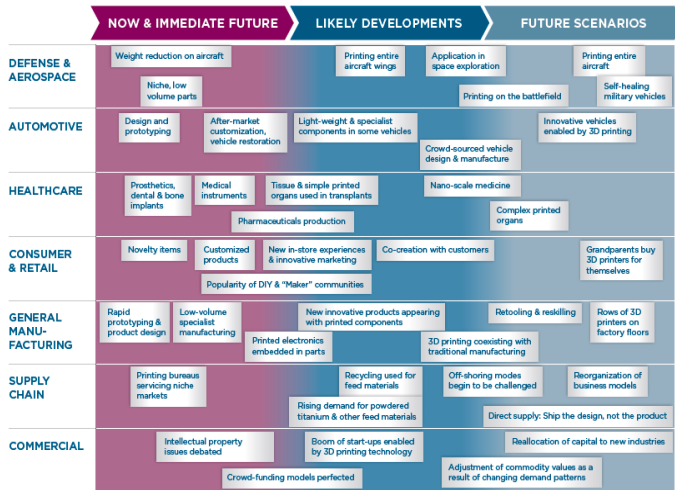 NOW & IMMEDIATE FUTURE
LIKELY DEVELOPMENTS
FUTURE SCENARIOS
DEFENSE &
AEROSPACE
Weight reduction on aircraft
Niche, low
volume parts
Printing entire
aircraft wings
Application in
space exploration
Printing on the battlefield
Printing entire
aircraft
Self-healing
military vehicles
AUTOMOTIVE
Design and
prototyping
After-market
customization,
vehicle restoration
Light-weight & specialist
components in some vehicles
Crowd-sourced vehicle
design & manufacture
Innovative vehicles
enabled by 3D printing
HEALTHCARE
Prosthetics,
dental & bone
implants
Medical
instruments
Pharmaceuticals production
Tissue & simple printed
organs used in transplants
Nano-scale medicine
Complex printed
organs
CONSUMER
& RETAIL
Novelty items
Customized
products
Popularity of DIY & "Maker" communities
New in-store experiences
& innovative marketing
Co-creation with customers
Grandparents buy
3D printers for
themselves
GENERAL
MANU-
FACTURING
Rapid
prototyping &
product design
Low-volume
specialist
manufacturing
Printed electronics
embedded in parts
New innovative products appearing
with printed components
3D printing coexisting with
traditional manufacturing
Retooling & reskilling
Rows of 3D
printers on
factory floors
SUPPLY
CHAIN
Printing bureaus
servicing niche
markets
Recycling used for
feed materials
Rising demand for powdered
titanium & other feed materials
Off-shoring modes
begin to be challenged
Reorganization of
business models
Direct supply: Ship the design, not the product
COMMERCIAL
Intellectual property
issues debated
Crowd-funding models perfected
Boom of start-ups enabled
by 3D printing technology
Adjustment of commodity values as a
result of changing demand patterns
Reallocation of capital to new industries